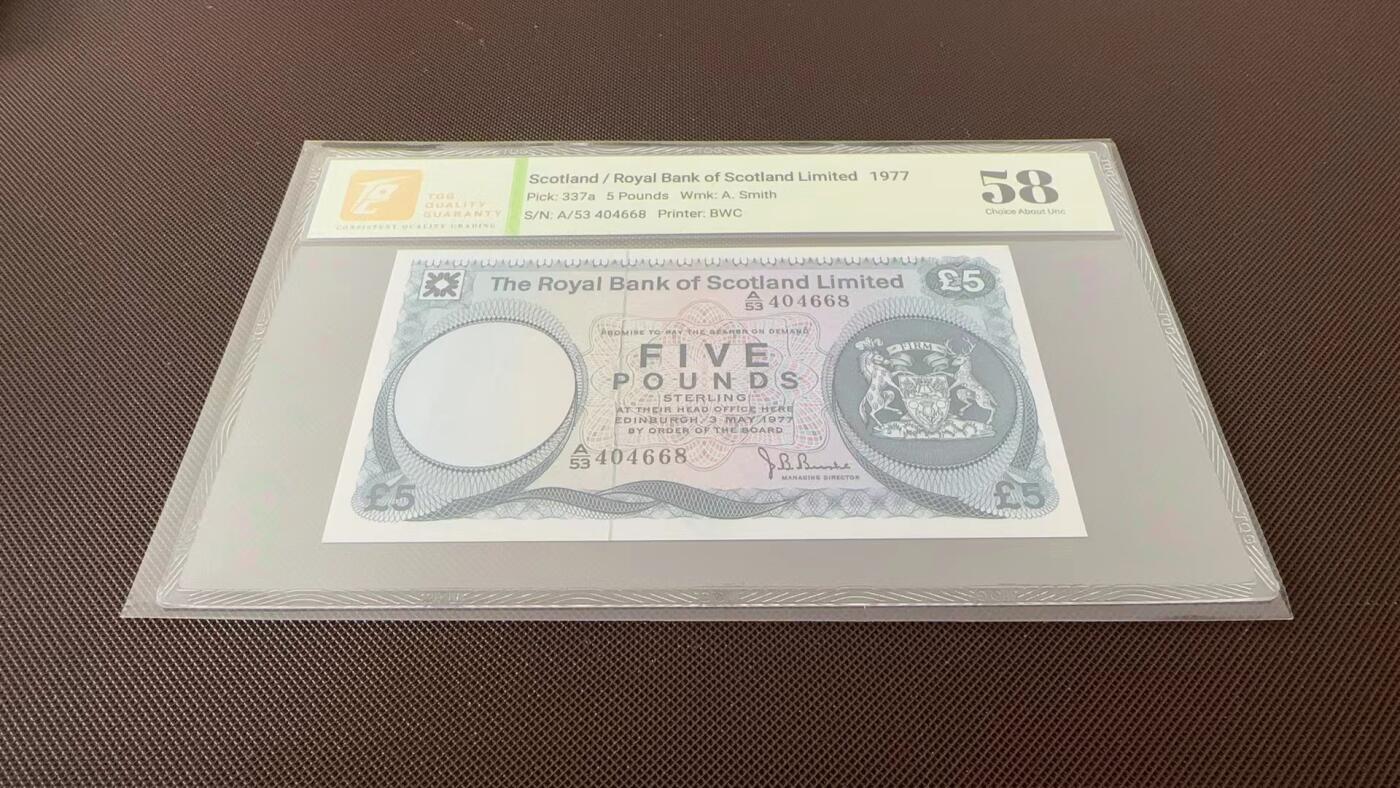 Scotland / Royal Bank of Scotland Limited 1977
Pick: 337a 5 Pounds Wmk: A. Smith
S/N: A/53 404668 Printer: BWC
58
Choice About Unc
TQG
QUALITY
GUARANTY
CONSISTENT QUALITY GRADING
The Royal Bank of Scotland Limited
£5
A/53 404668
PROMISE TO PAY THE BEARER ON DEMAND
FIVE
POUNDS
STERLING
AT THEIR HEAD OFFICE HERE
EDINBURGH, 3 MAY 1977
BY ORDER OF THE BOARD
FIRM
A/53 404668
MANAGING DIRECTOR
£5
£5